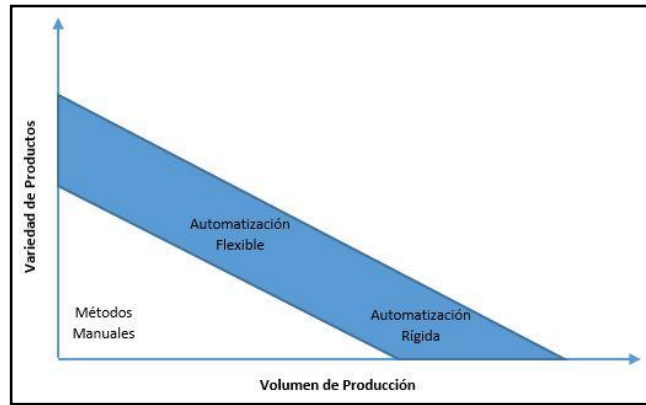 Variedad de Productos
Automatización
Flexible
Métodos
Manuales
Automatización
Rígida
Volumen de Producción